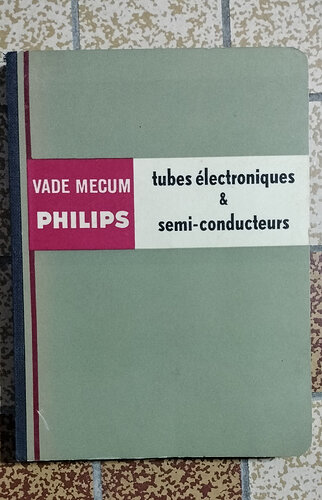 VADE MECUM
PHILIPS
tubes électroniques
&
semi-conducteurs